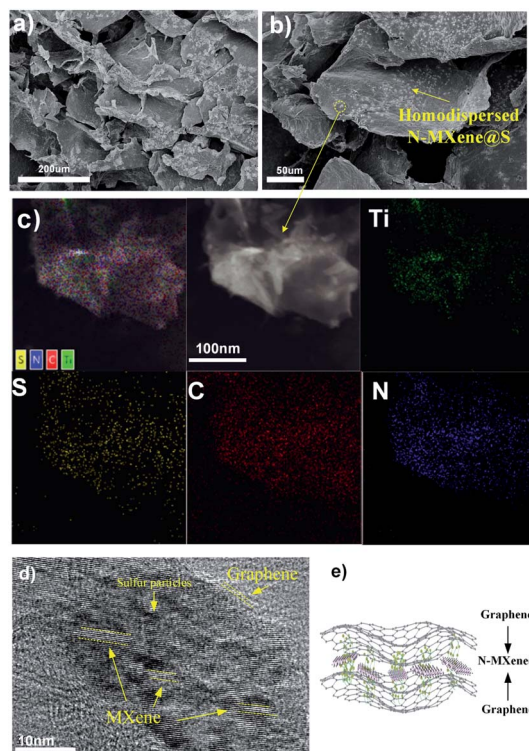 a)
200um
b)
Homodispersed
N-MXene@S
50um
c)
S N C Ti
100nm
Ti
S
C
N
d)
Sulfur particles
Graphene
MXene
10nm
e)
Graphene
N-MXene
Graphene